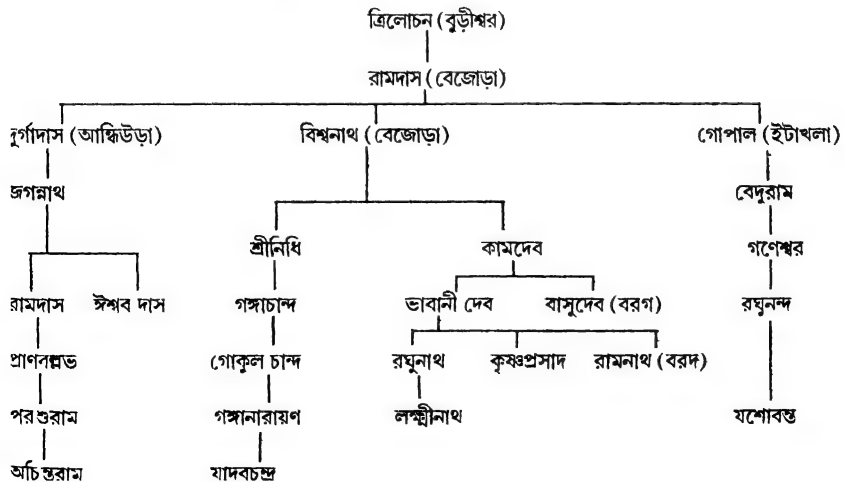 ত্রিলোচন (বুড়ীশ্বর)
রামদাস (বেজোড়া)
দুর্গাদাস (আন্ধিউড়া) বিশ্বনাথ (বেজোড়া) গোপাল (ইটাখলা)
জগন্নাথ বেদুরাম
শ্রীনিধি কামদেব গণেশ্বর
রামদাস ঈশ্বব দাস গঙ্গাচান্দ ভাবানী দেব বাসুদেব (বরগ) রঘুনন্দ
প্রাণবল্লভ গোকুল চান্দ রঘুনাথ কৃষ্ণপ্রসাদ রামনাথ (বরদ)
পরশুরাম গঙ্গানারায়ণ লক্ষ্মীনাথ যশোবন্ত
অচিন্তরাম যাদবচন্দ্র